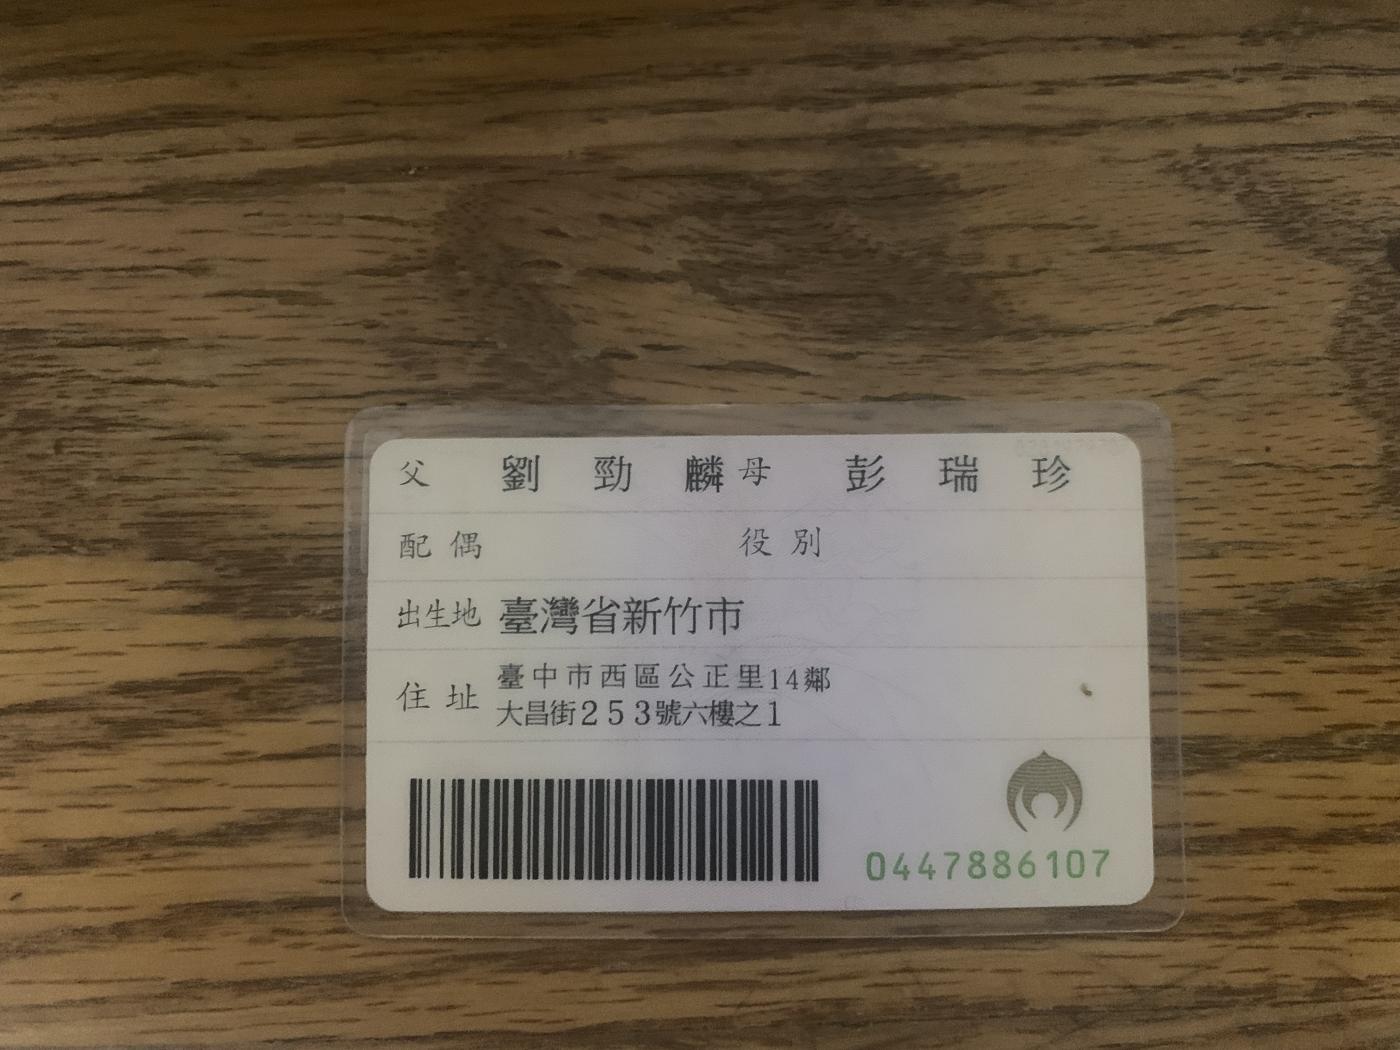 父 劉勁麟 母 彭瑞珍
配偶 役別
出生地 臺灣省新竹市
住址 臺中市西區公正里14鄰
大昌街253號六樓之1
0447886107